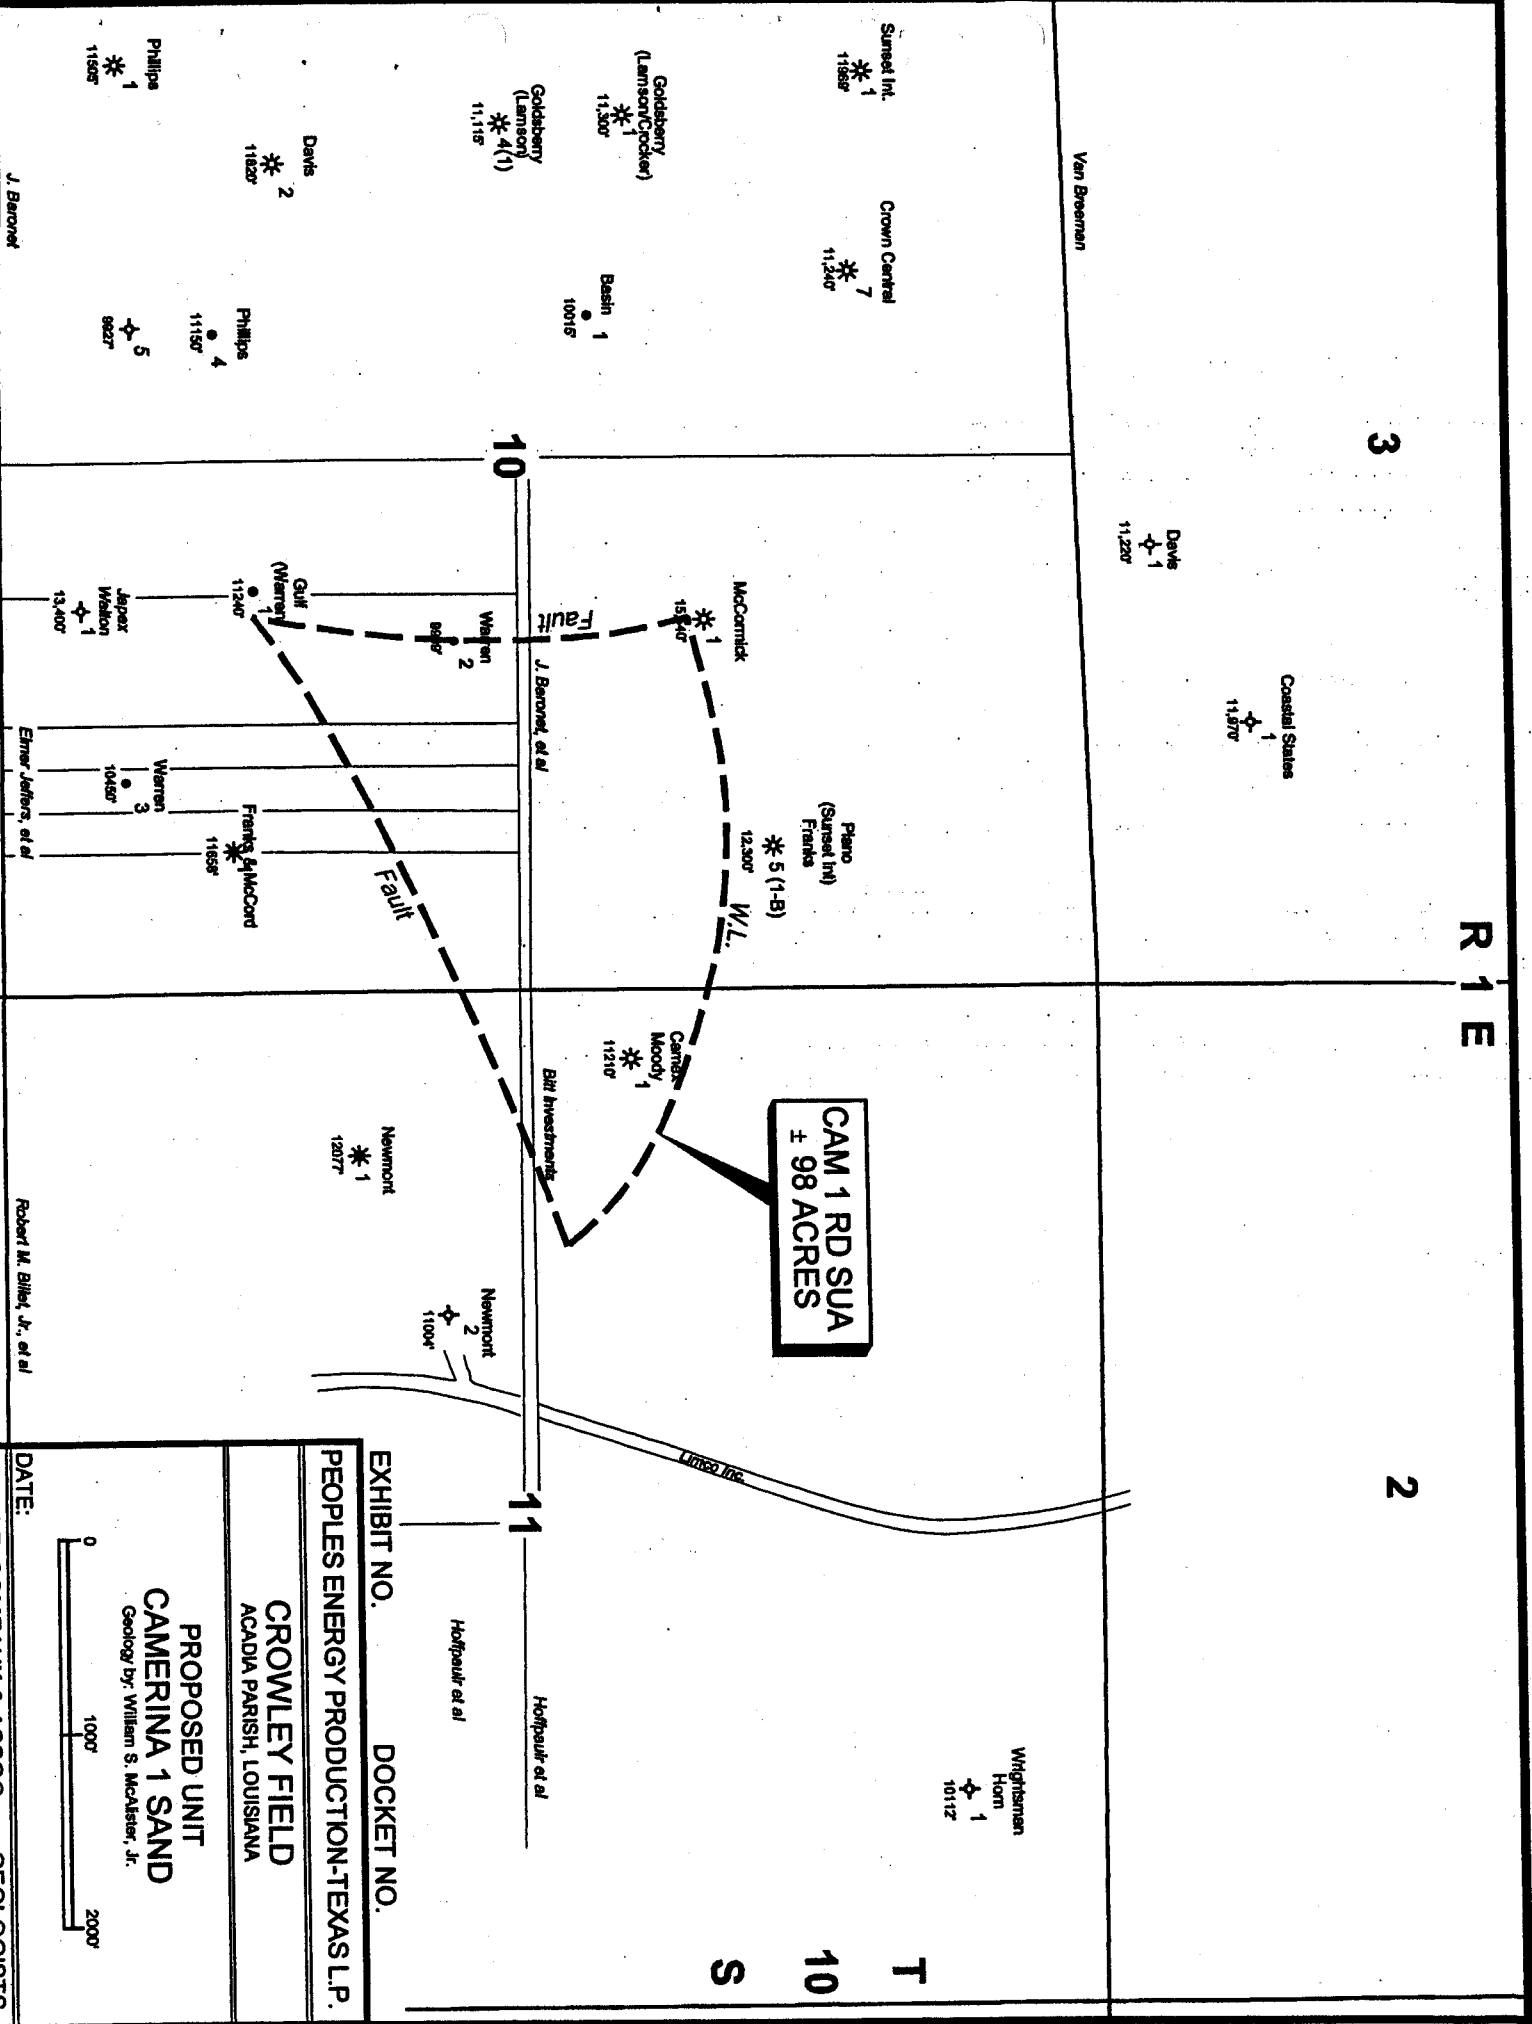 R 1 E
3
2
Van Breemen
Davis
1
11,220'
Coastal States
1
11,970'
Sunset Int.
1
11969'
Crown Central
7
11,240'
Goldsberry
(Lamson/Crocker)
1
11,300'
Goldsberry
(Lamson)
4(1)
11,115'
Basin
1
10015'
Davis
2
11820'
Phillips
1
11505'
Phillips
4
11150'
5
9927'
J. Baronet
10
McCormick
1
Plano
(Sunset Int)
Franks
5 (1-B)
12,300'
W.L.
Fault
J. Baronet, et al
Warren
2
Gulf
(Warren)
1
11240'
Japex
Walton
1
13,400'
Fault
Warren
3
10450'
Franks & McCord
11658'
Elmer Jeffers, et al
Camex
Moody
1
11210'
CAM 1 RD SUA
± 98 ACRES
Bill Investments
Newmont
1
12077'
Newmont
2
11004'
Limco Inc.
Robert M. Billet, Jr., et al
11
Hoffpauir et al
Hoffpauir et al
Wrightsman
Horn
1
10112'
T
10
S
EXHIBIT NO. DOCKET NO.
PEOPLES ENERGY PRODUCTION-TEXAS L.P.
CROWLEY FIELD
ACADIA PARISH, LOUISIANA
PROPOSED UNIT
CAMERINA 1 SAND
Geology by: William S. McAlister, Jr.
0 1000' 2000'
DATE: